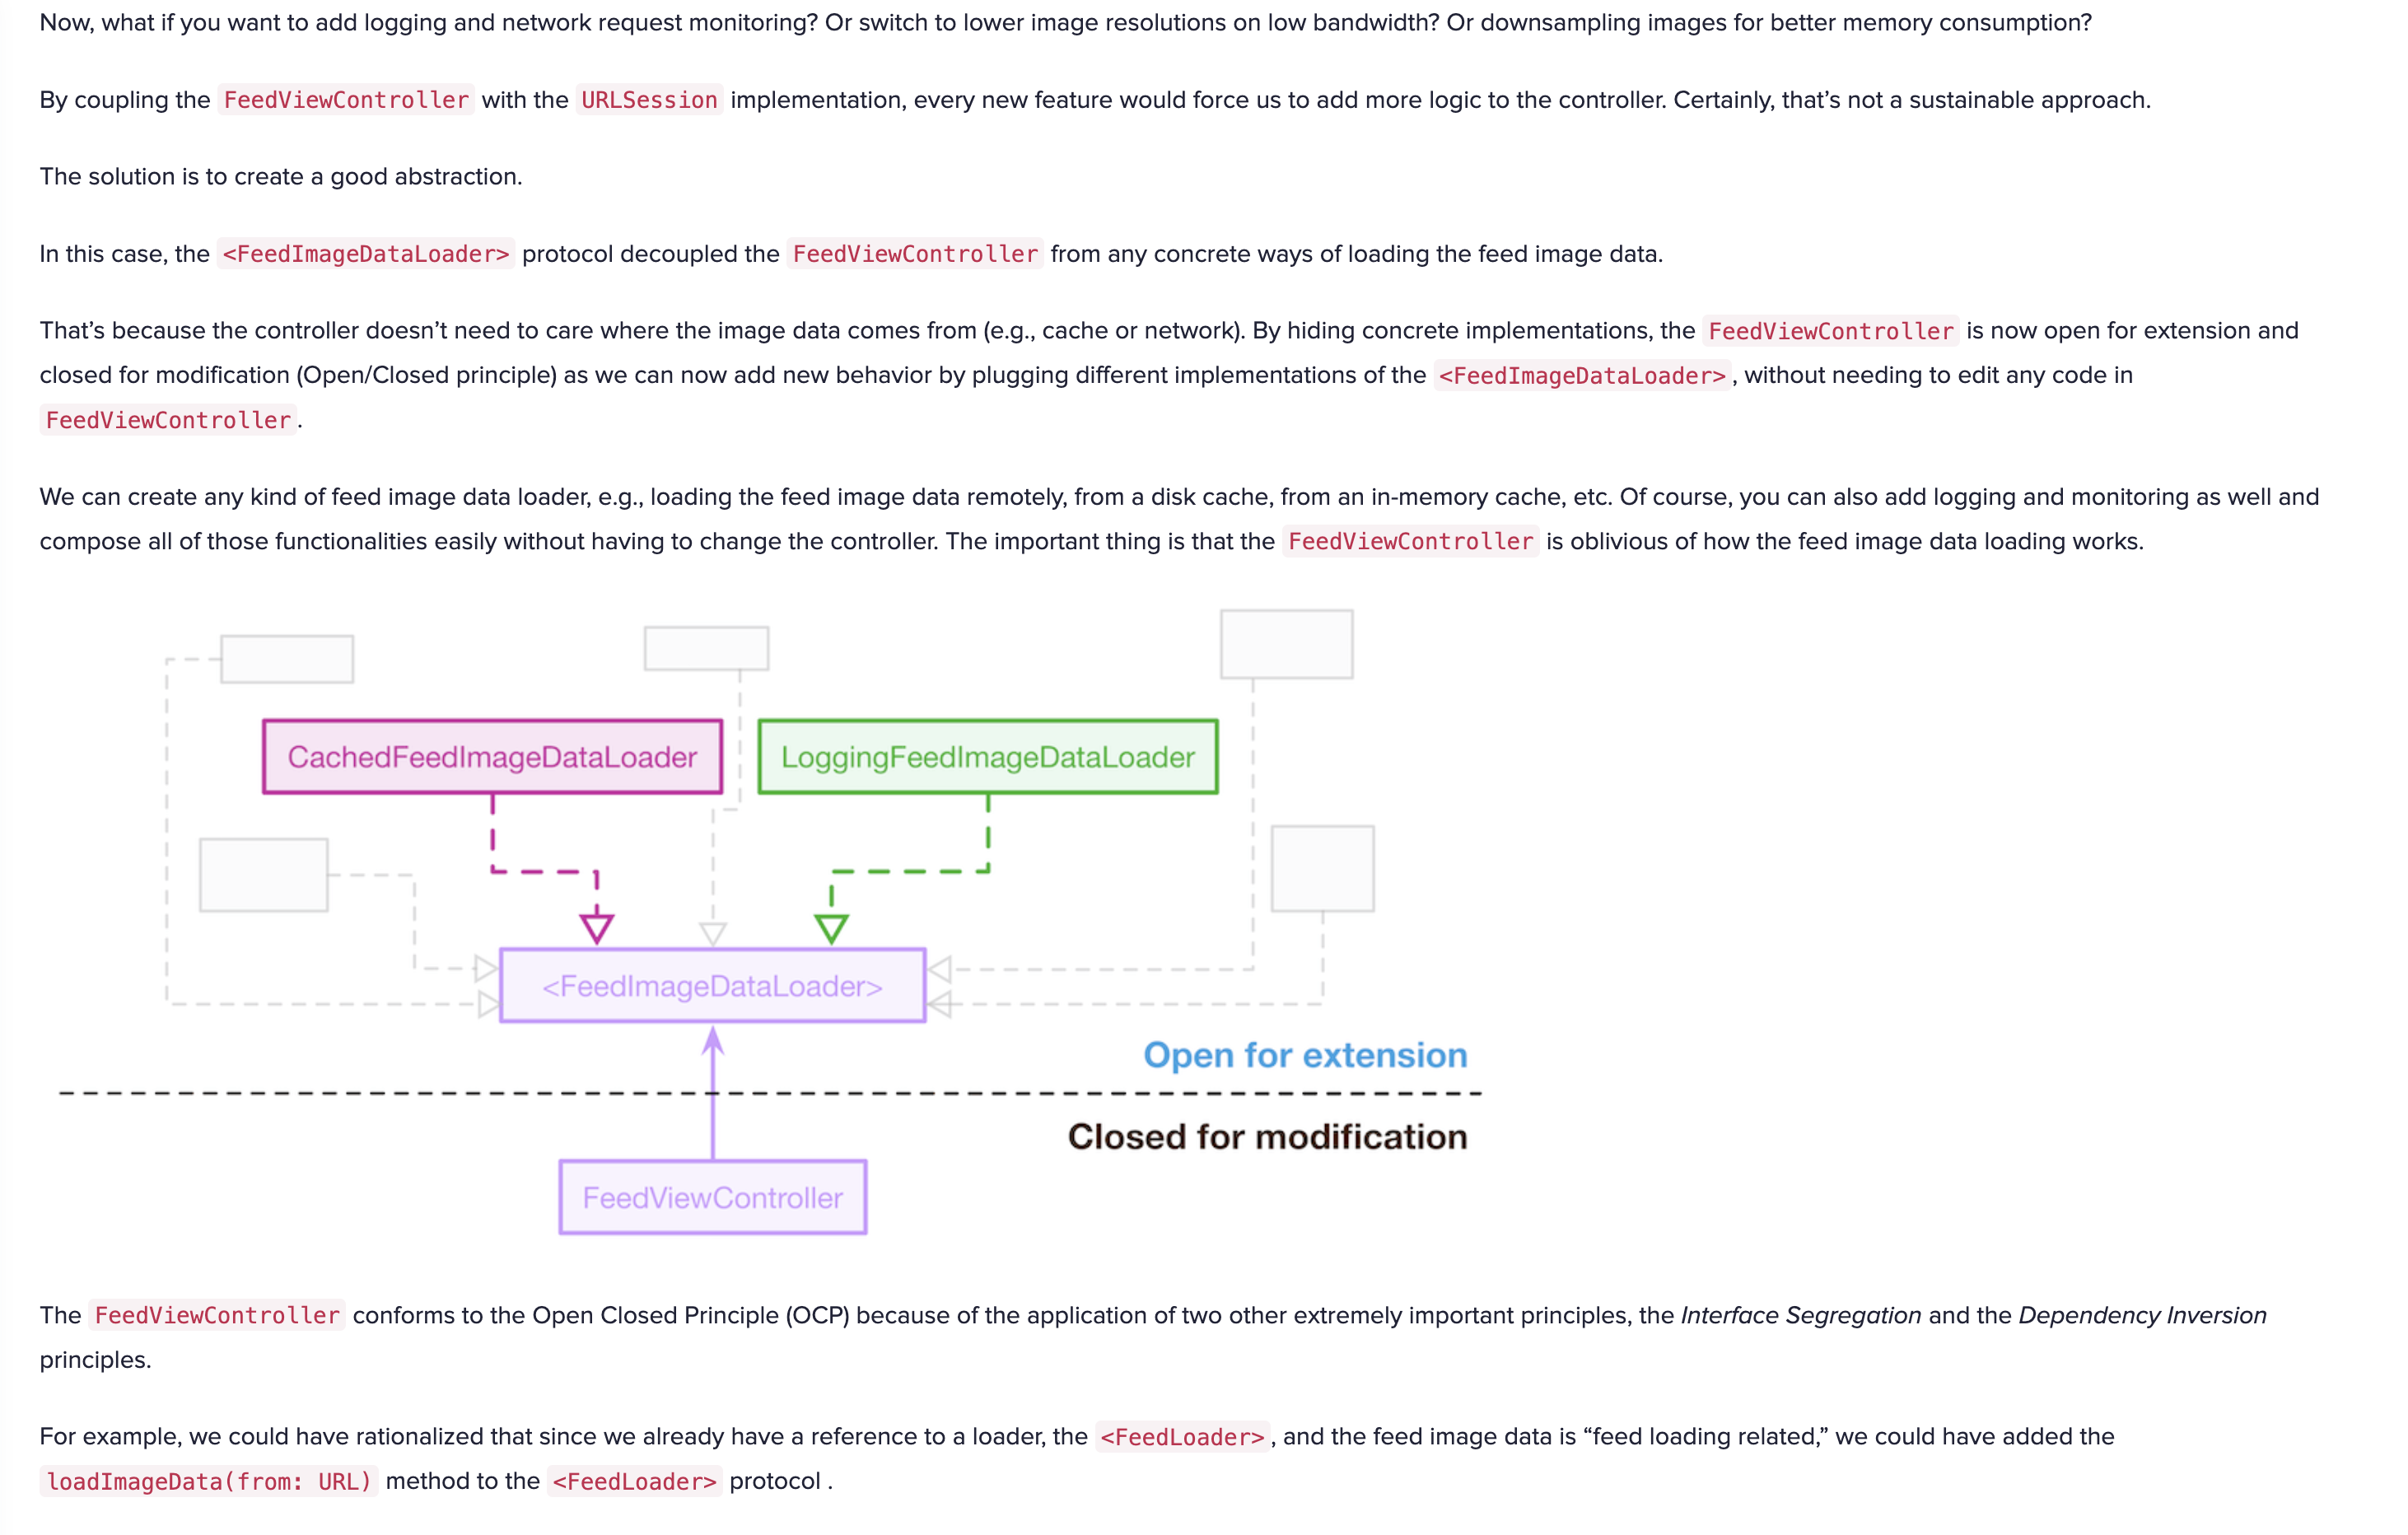 Now, what if you want to add logging and network request monitoring? Or switch to lower image resolutions on low bandwidth? Or downsampling images for better memory consumption?
By coupling the FeedViewController with the URLSession implementation, every new feature would force us to add more logic to the controller. Certainly, that’s not a sustainable approach.
The solution is to create a good abstraction.
In this case, the <FeedImageDataLoader> protocol decoupled the FeedViewController from any concrete ways of loading the feed image data.
That’s because the controller doesn’t need to care where the image data comes from (e.g., cache or network). By hiding concrete implementations, the FeedViewController is now open for extension and
closed for modification (Open/Closed principle) as we can now add new behavior by plugging different implementations of the <FeedImageDataLoader>, without needing to edit any code in
FeedViewController.
We can create any kind of feed image data loader, e.g., loading the feed image data remotely, from a disk cache, from an in-memory cache, etc. Of course, you can also add logging and monitoring as well and
compose all of those functionalities easily without having to change the controller. The important thing is that the FeedViewController is oblivious of how the feed image data loading works.
CachedFeedImageDataLoader
LoggingFeedImageDataLoader
<FeedImageDataLoader>
Open for extension
Closed for modification
FeedViewController
The FeedViewController conforms to the Open Closed Principle (OCP) because of the application of two other extremely important principles, the Interface Segregation and the Dependency Inversion
principles.
For example, we could have rationalized that since we already have a reference to a loader, the <FeedLoader>, and the feed image data is “feed loading related,” we could have added the
loadImageData(from: URL) method to the <FeedLoader> protocol .